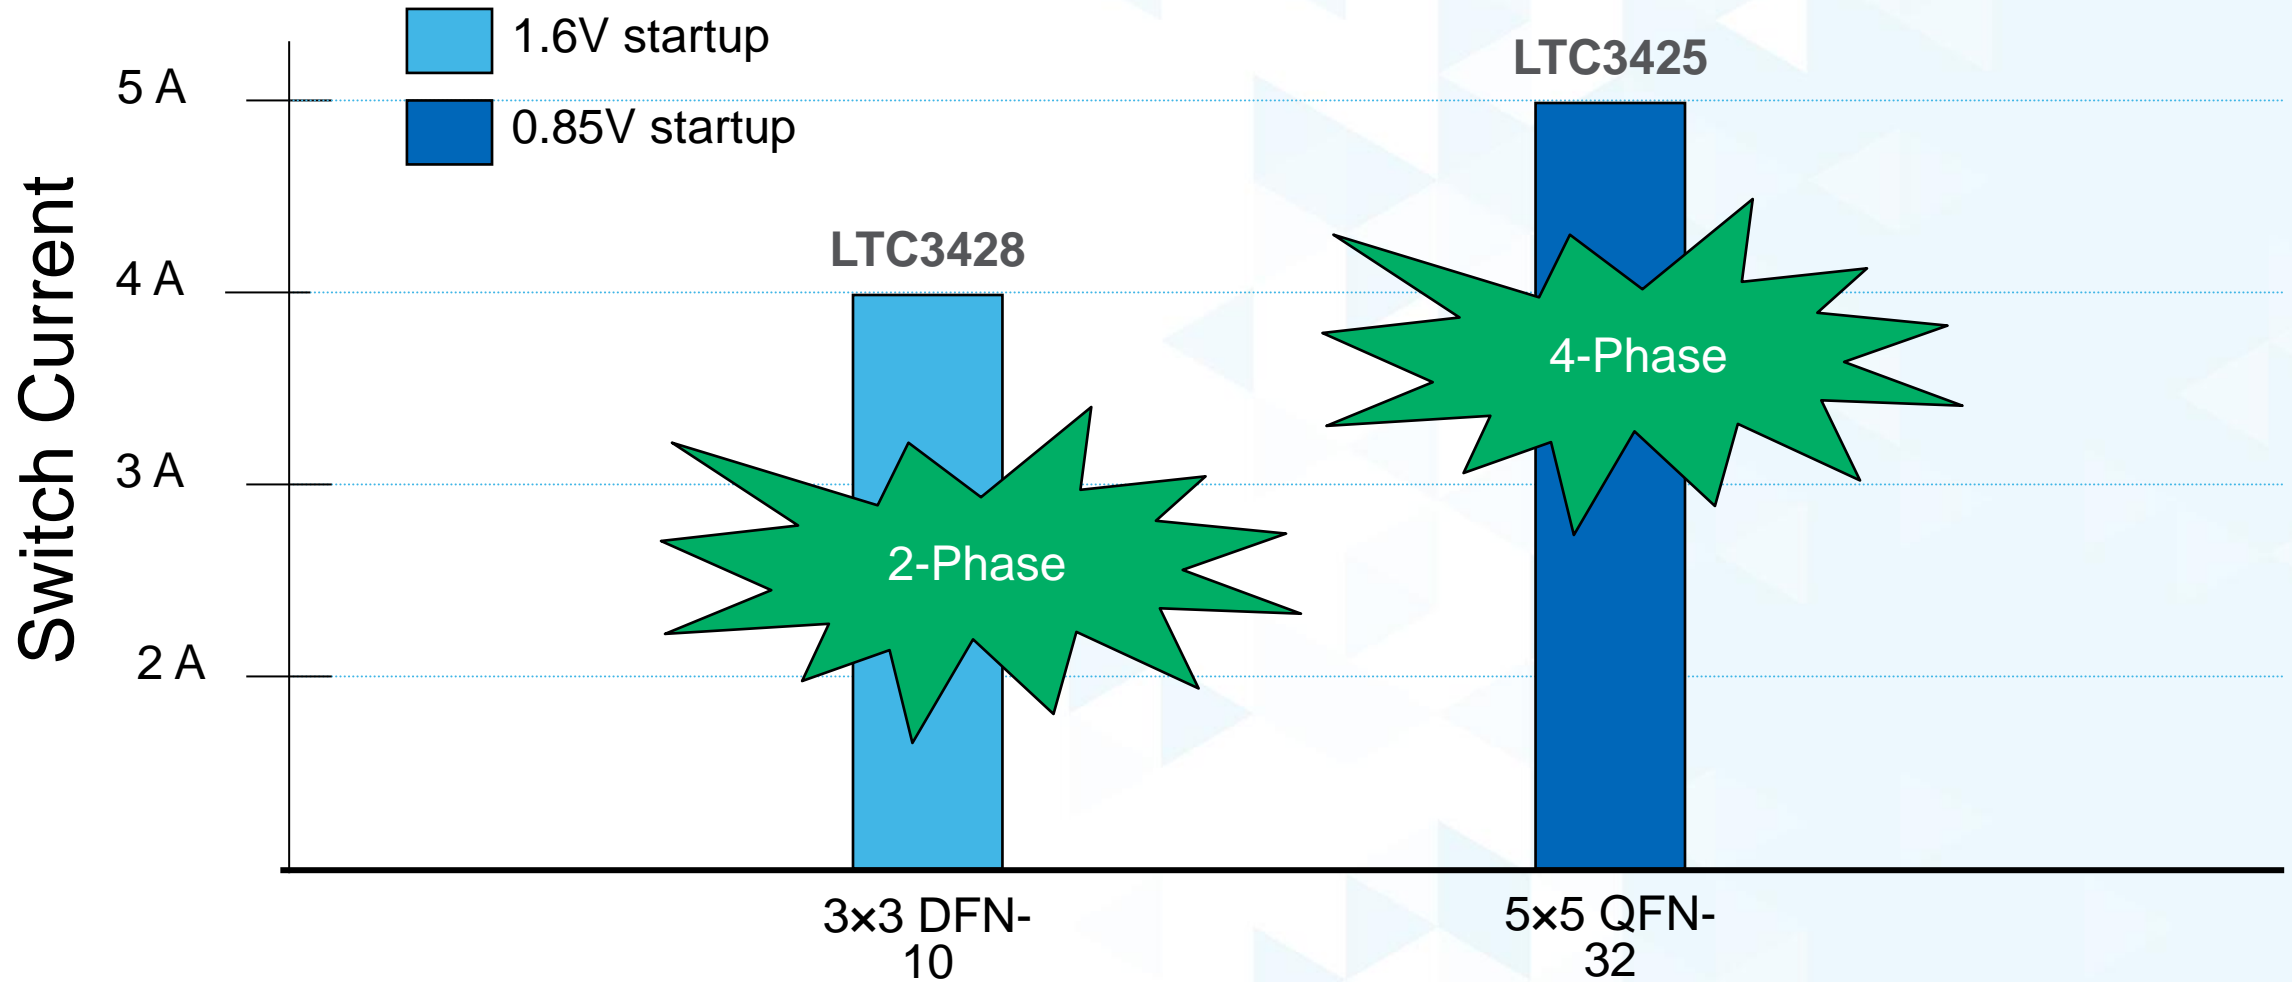 1.6V startup
0.85V startup
Switch Current
5 A
4 A
3 A
2 A
LTC3428
2-Phase
3×3 DFN-
10
LTC3425
4-Phase
5×5 QFN-
32